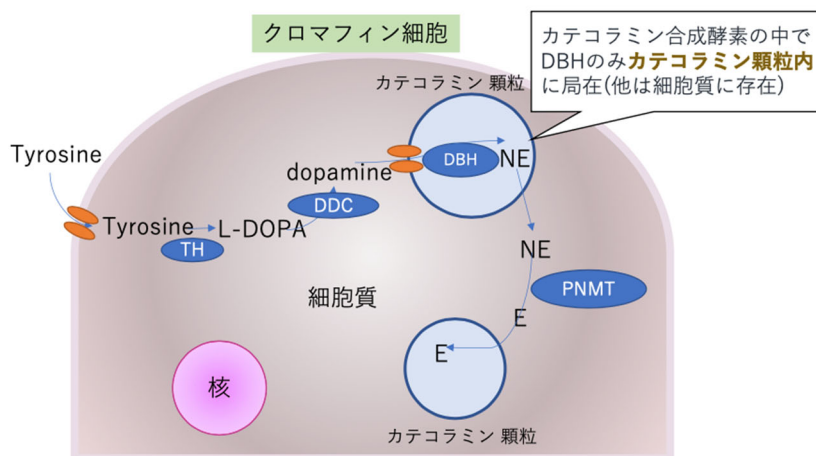 クロマフィン細胞
カテコラミン合成酵素の中で
DBHのみカテコラミン顆粒内
に局在(他は細胞質に存在)
カテコラミン 顆粒
Tyrosine
dopamine
DBH
NE
DDC
Tyrosine
L-DOPA
TH
NE
PNMT
細胞質
E
E
核
カテコラミン 顆粒